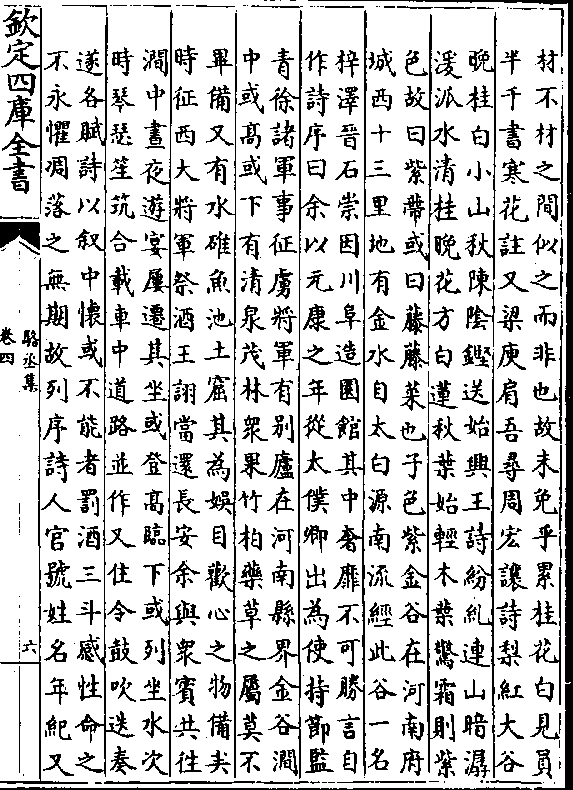 材不材之間似之而非也故未免乎累桂花白見員
半千書寒花註又梁庾肩吾尋周宏讓詩梨紅大谷
晚桂白小山秋陳陰鏗送始興王詩紛糺連山暗潺
湲派水清桂晚花方白蓮秋葉始輕木葉驚霜則紫
色故曰紫帶或曰藤藤菜也子色紫金谷在河南府
城西十三里地有金水自太白源南流經此谷一名
梓澤晉石崇因川阜造園館其中奢靡不可勝言自
作詩序曰余以元康之年從太僕卿出為使持節監
青徐諸軍事征虜將軍有别廬在河南縣界金谷澗
中或髙或下有清泉茂林衆果竹柏藥草之屬莫不
畢備又有水碓魚池土窟其為娛目歡心之物備矣
時征西大將軍祭酒王詡當還長安余與衆賓共往
澗中晝夜遊宴屢遷其坐或登髙臨下或列坐水次
時琴瑟笙筑合載車中道路並作又住令鼓吹迭奏
遂各賦詩以叙中懷或不能者罰酒三斗感性命之
不永懼凋落之無期故列序詩人官號姓名年紀又
欽定四庫全書
駱丞集
卷四
六